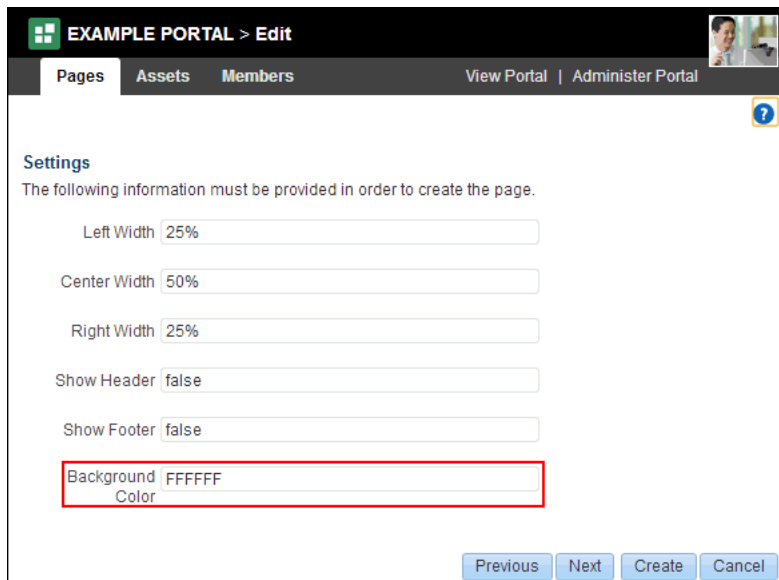 EXAMPLE PORTAL > Edit
Pages Assets Members View Portal | Administer Portal
?
Settings
The following information must be provided in order to create the page.
Left Width 25%
Center Width 50%
Right Width 25%
Show Header false
Show Footer false
Background FFFFFF
Color
Previous Next Create Cancel